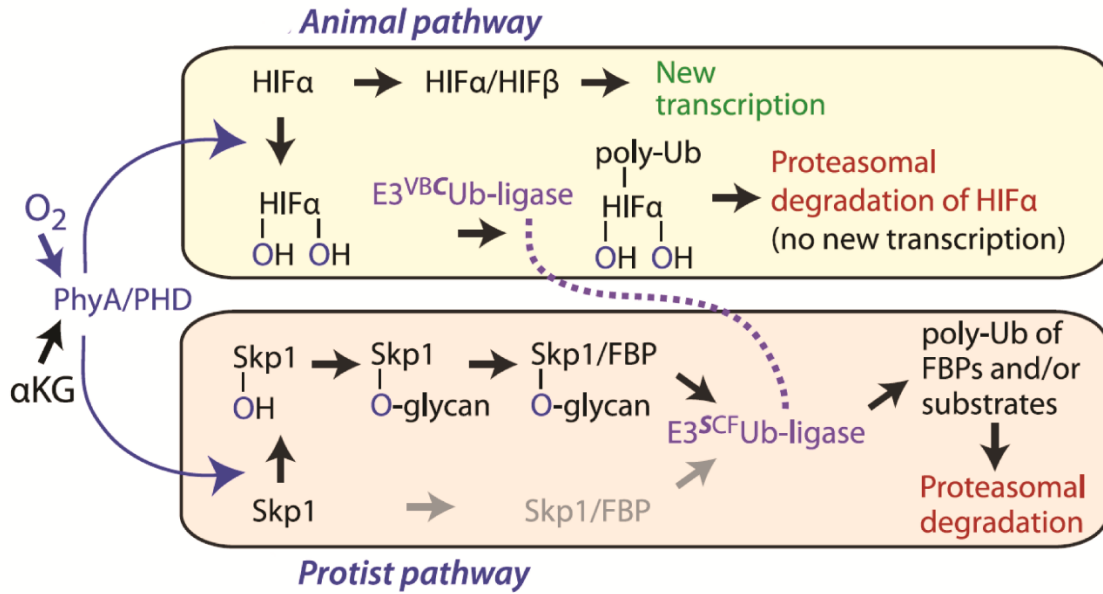 Animal pathway
HIFα
HIFα/HIFβ
New
transcription
HIFα
OH OH
E3VBCUb-ligase
poly-Ub
HIFα
OH OH
Proteasomal
degradation of HIFα
(no new transcription)
O2
PhyA/PHD
αKG
Skp1
OH
Skp1
O-glycan
Skp1/FBP
O-glycan
Skp1
Skp1/FBP
E3SCFUb-ligase
poly-Ub of
FBPs and/or
substrates
Proteasomal
degradation
Protist pathway